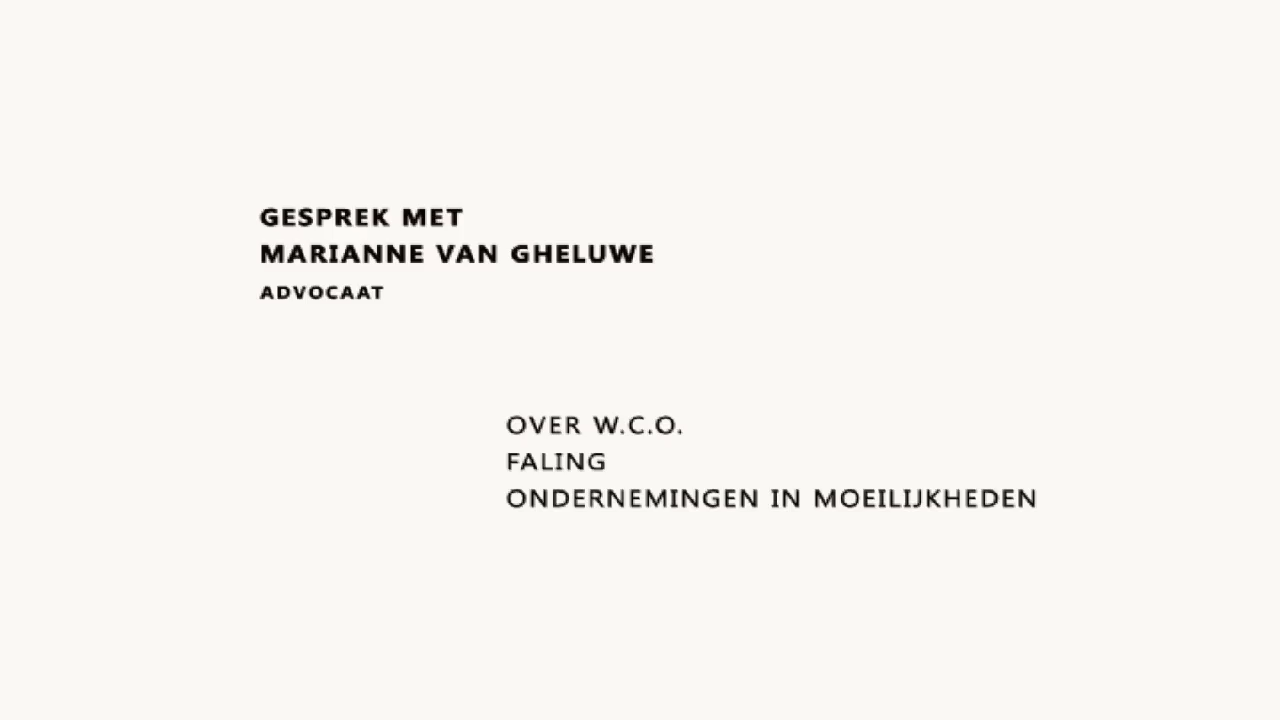 GESPREK MET
MARIANNE VAN GHELUWE
ADVOCAAT
OVER W.C.O.
FALING
ONDERNEMINGEN IN MOEILIJKHEDEN